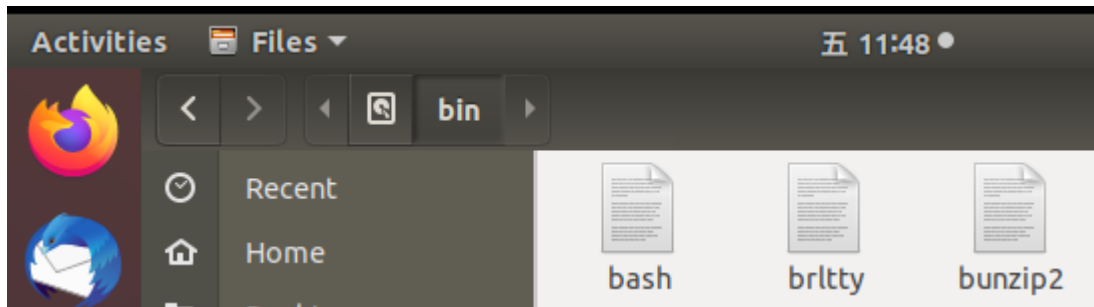 Activities Files 五 11:48
bin
Recent
Home
bash brltty bunzip2